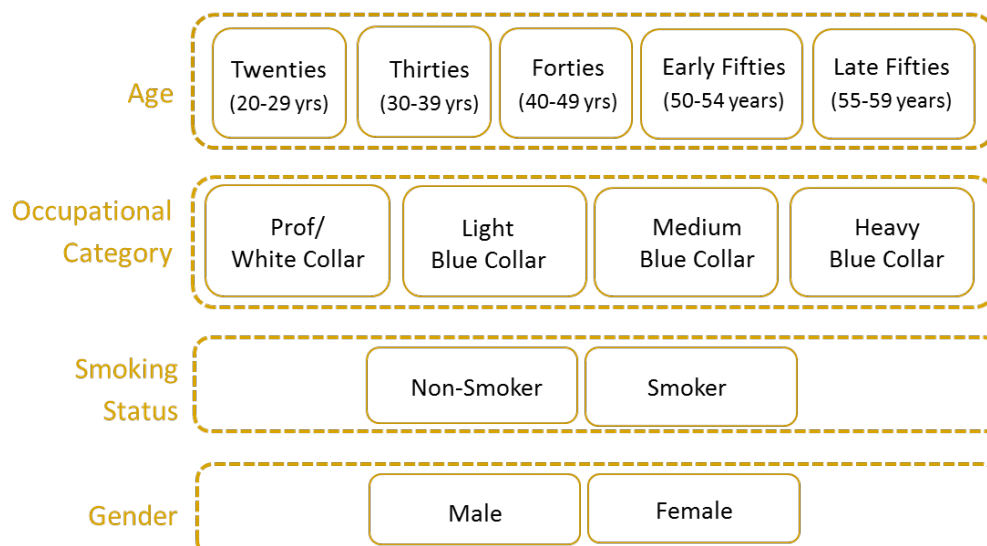 Age
Twenties
(20-29 yrs)
Thirties
(30-39 yrs)
Forties
(40-49 yrs)
Early Fifties
(50-54 years)
Late Fifties
(55-59 years)
Occupational
Category
Prof/
White Collar
Light
Blue Collar
Medium
Blue Collar
Heavy
Blue Collar
Smoking
Status
Non-Smoker
Smoker
Gender
Male
Female